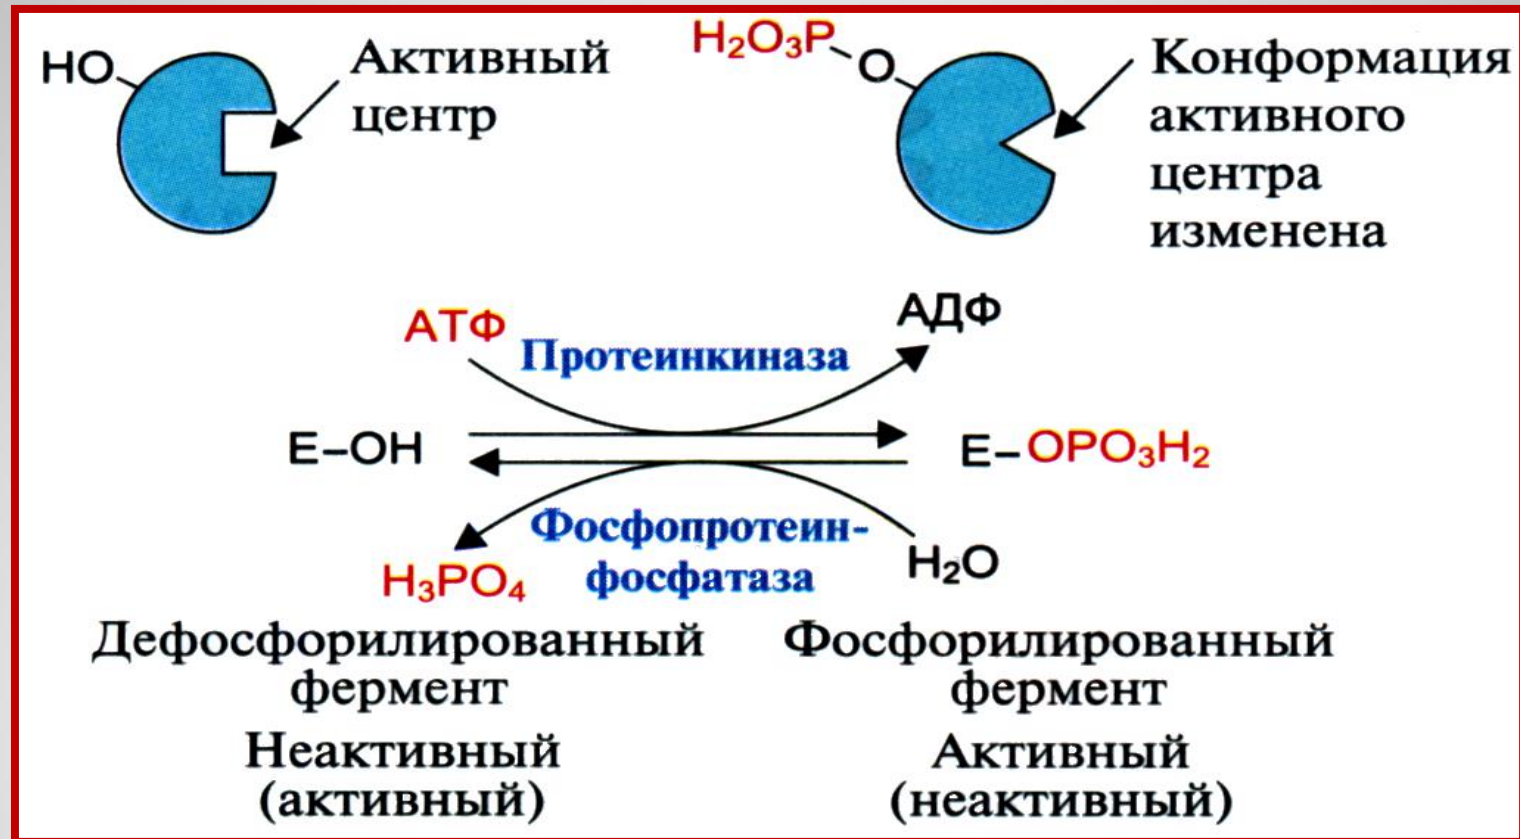 HO
Активный
центр
H₂O₃P
O
Конформация
активного
центра
изменена
АТФ
Протеинкиназа
АДФ
E–OH
E–OPO₃H₂
Фосфопротеин-
фосфатаза
H₃PO₄
H₂O
Дефосфорилированный
фермент
Неактивный
(активный)
Фосфорилированный
фермент
Активный
(неактивный)